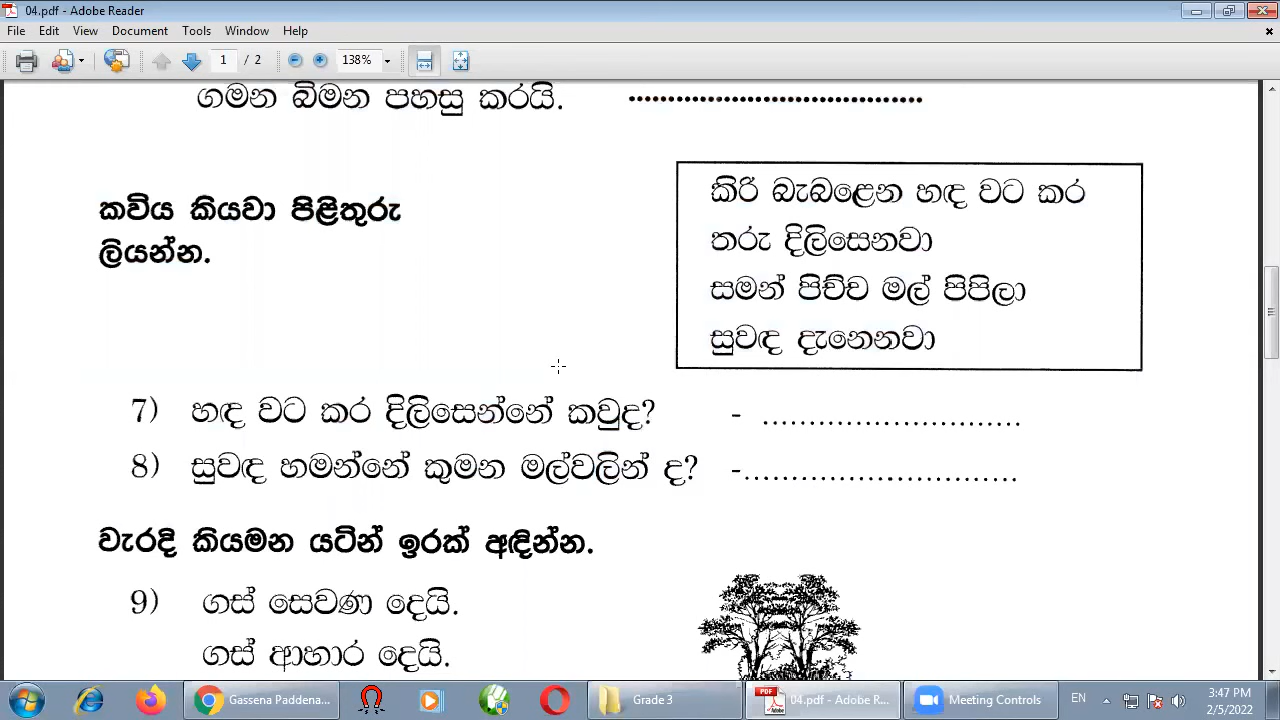 04.pdf - Adobe Reader
File Edit View Document Tools Window Help
1 / 2 138%
ගමන බිමන පහසු කරයි. .....................................
කවිය කියවා පිළිතුරු
ලියන්න.
කිරි බැබළෙන හඳ වට කර
තරු දිලිසෙනවා
සමන් පිච්ච මල් පිපිලා
සුවඳ දැනෙනවා
7) හඳ වට කර දිලිසෙන්නේ කවුද? - ...........................
8) සුවඳ හමන්නේ කුමන මල්වලින් ද? -............................
වැරදි කියමන යටින් ඉරක් අඳින්න.
9) ගස් සෙවණ දෙයි.
ගස් ආහාර දෙයි.
Gassena Paddena... Grade 3 PDF 04.pdf - Adobe R... Meeting Controls EN 3:47 PM
2/5/2022